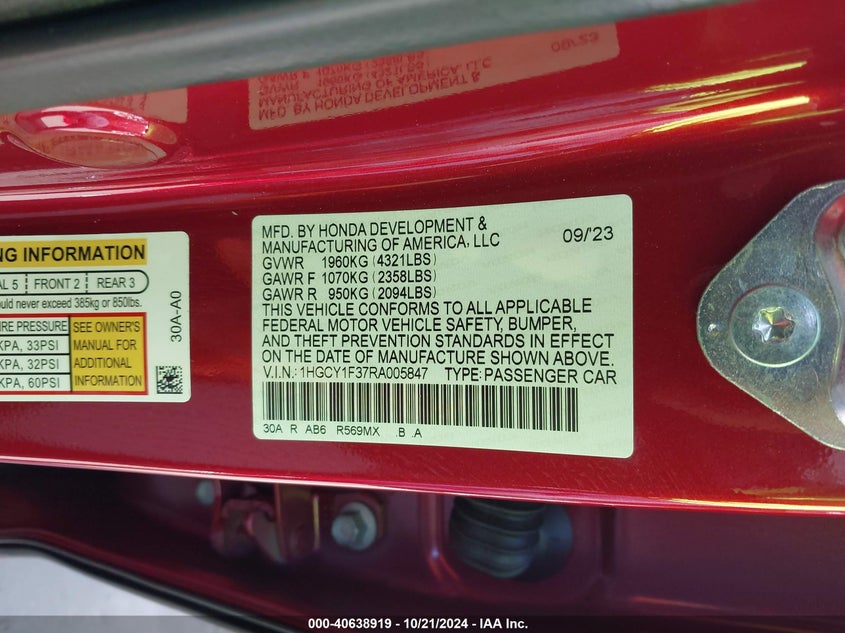 MFD. BY HONDA DEVELOPMENT &
MANUFACTURING OF AMERICA, LLC 09/'23
GVWR 1960KG (4321LBS)
GAWR F 1070KG (2358LBS)
GAWR R 950KG (2094LBS)
THIS VEHICLE CONFORMS TO ALL APPLICABLE
FEDERAL MOTOR VEHICLE SAFETY, BUMPER,
AND THEFT PREVENTION STANDARDS IN EFFECT
ON THE DATE OF MANUFACTURE SHOWN ABOVE.
V.I.N.: 1HGCY1F37RA005847 TYPE:PASSENGER CAR
30A R AB6 R569MX .B .A
INFORMATION
5 FRONT 2 REAR 3
never exceed 385kg or 850lbs.
PRESSURE SEE OWNER'S
KPA, 33PSI MANUAL FOR
KPA, 32PSI ADDITIONAL
KPA, 60PSI INFORMATION
30A-A0
000-40638919 - 10/21/2024 - IAA Inc.